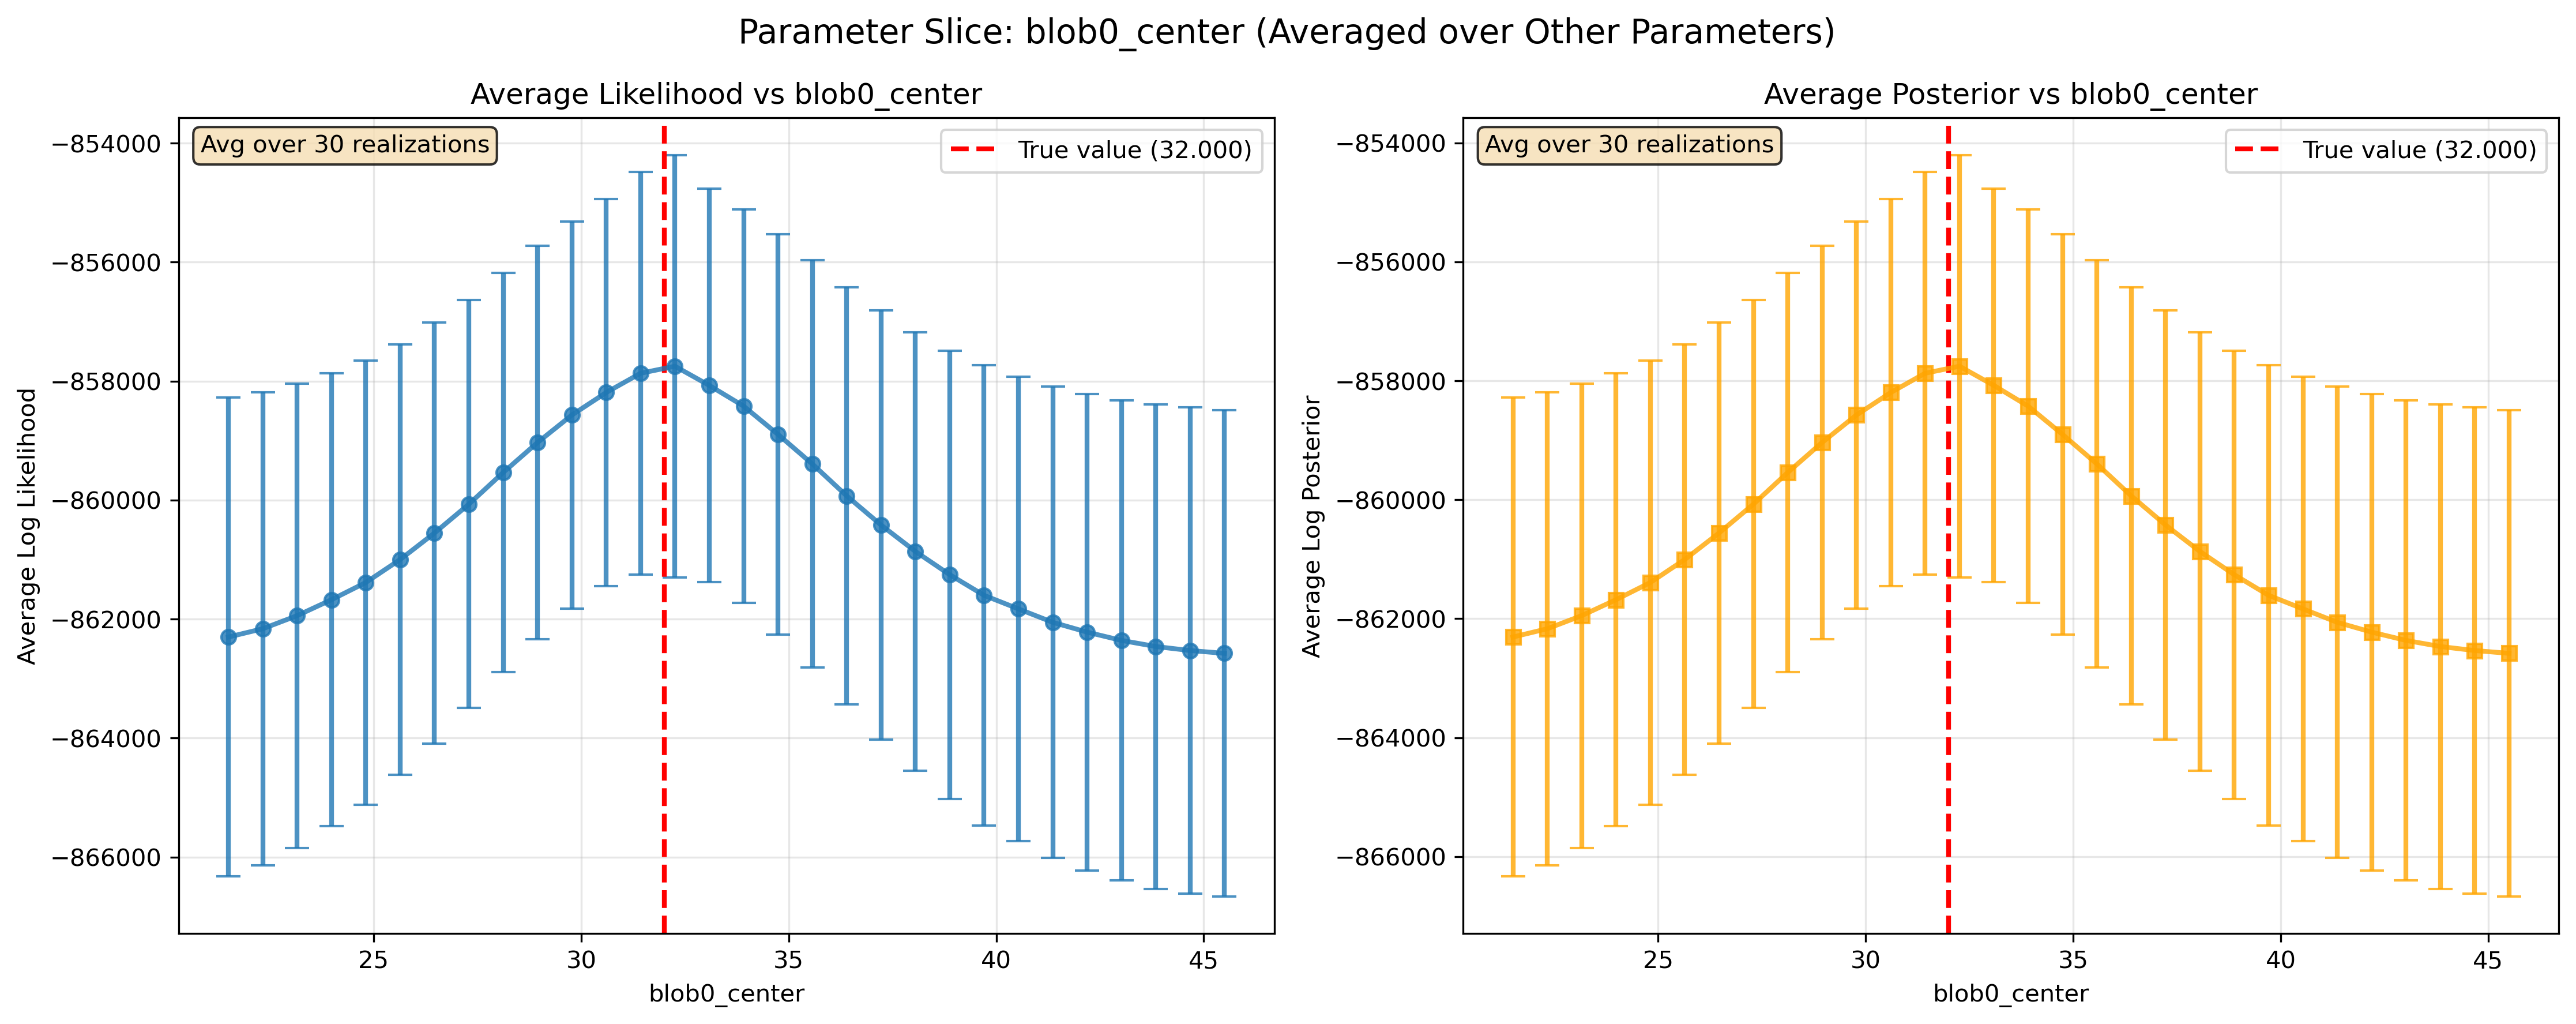 Parameter Slice: blob0_center (Averaged over Other Parameters)
Average Likelihood vs blob0_center
Avg over 30 realizations
True value (32.000)
Average Log Likelihood
−854000
−856000
−858000
−860000
−862000
−864000
−866000
25 30 35 40 45
blob0_center
Average Posterior vs blob0_center
Avg over 30 realizations
True value (32.000)
Average Log Posterior
−854000
−856000
−858000
−860000
−862000
−864000
−866000
25 30 35 40 45
blob0_center